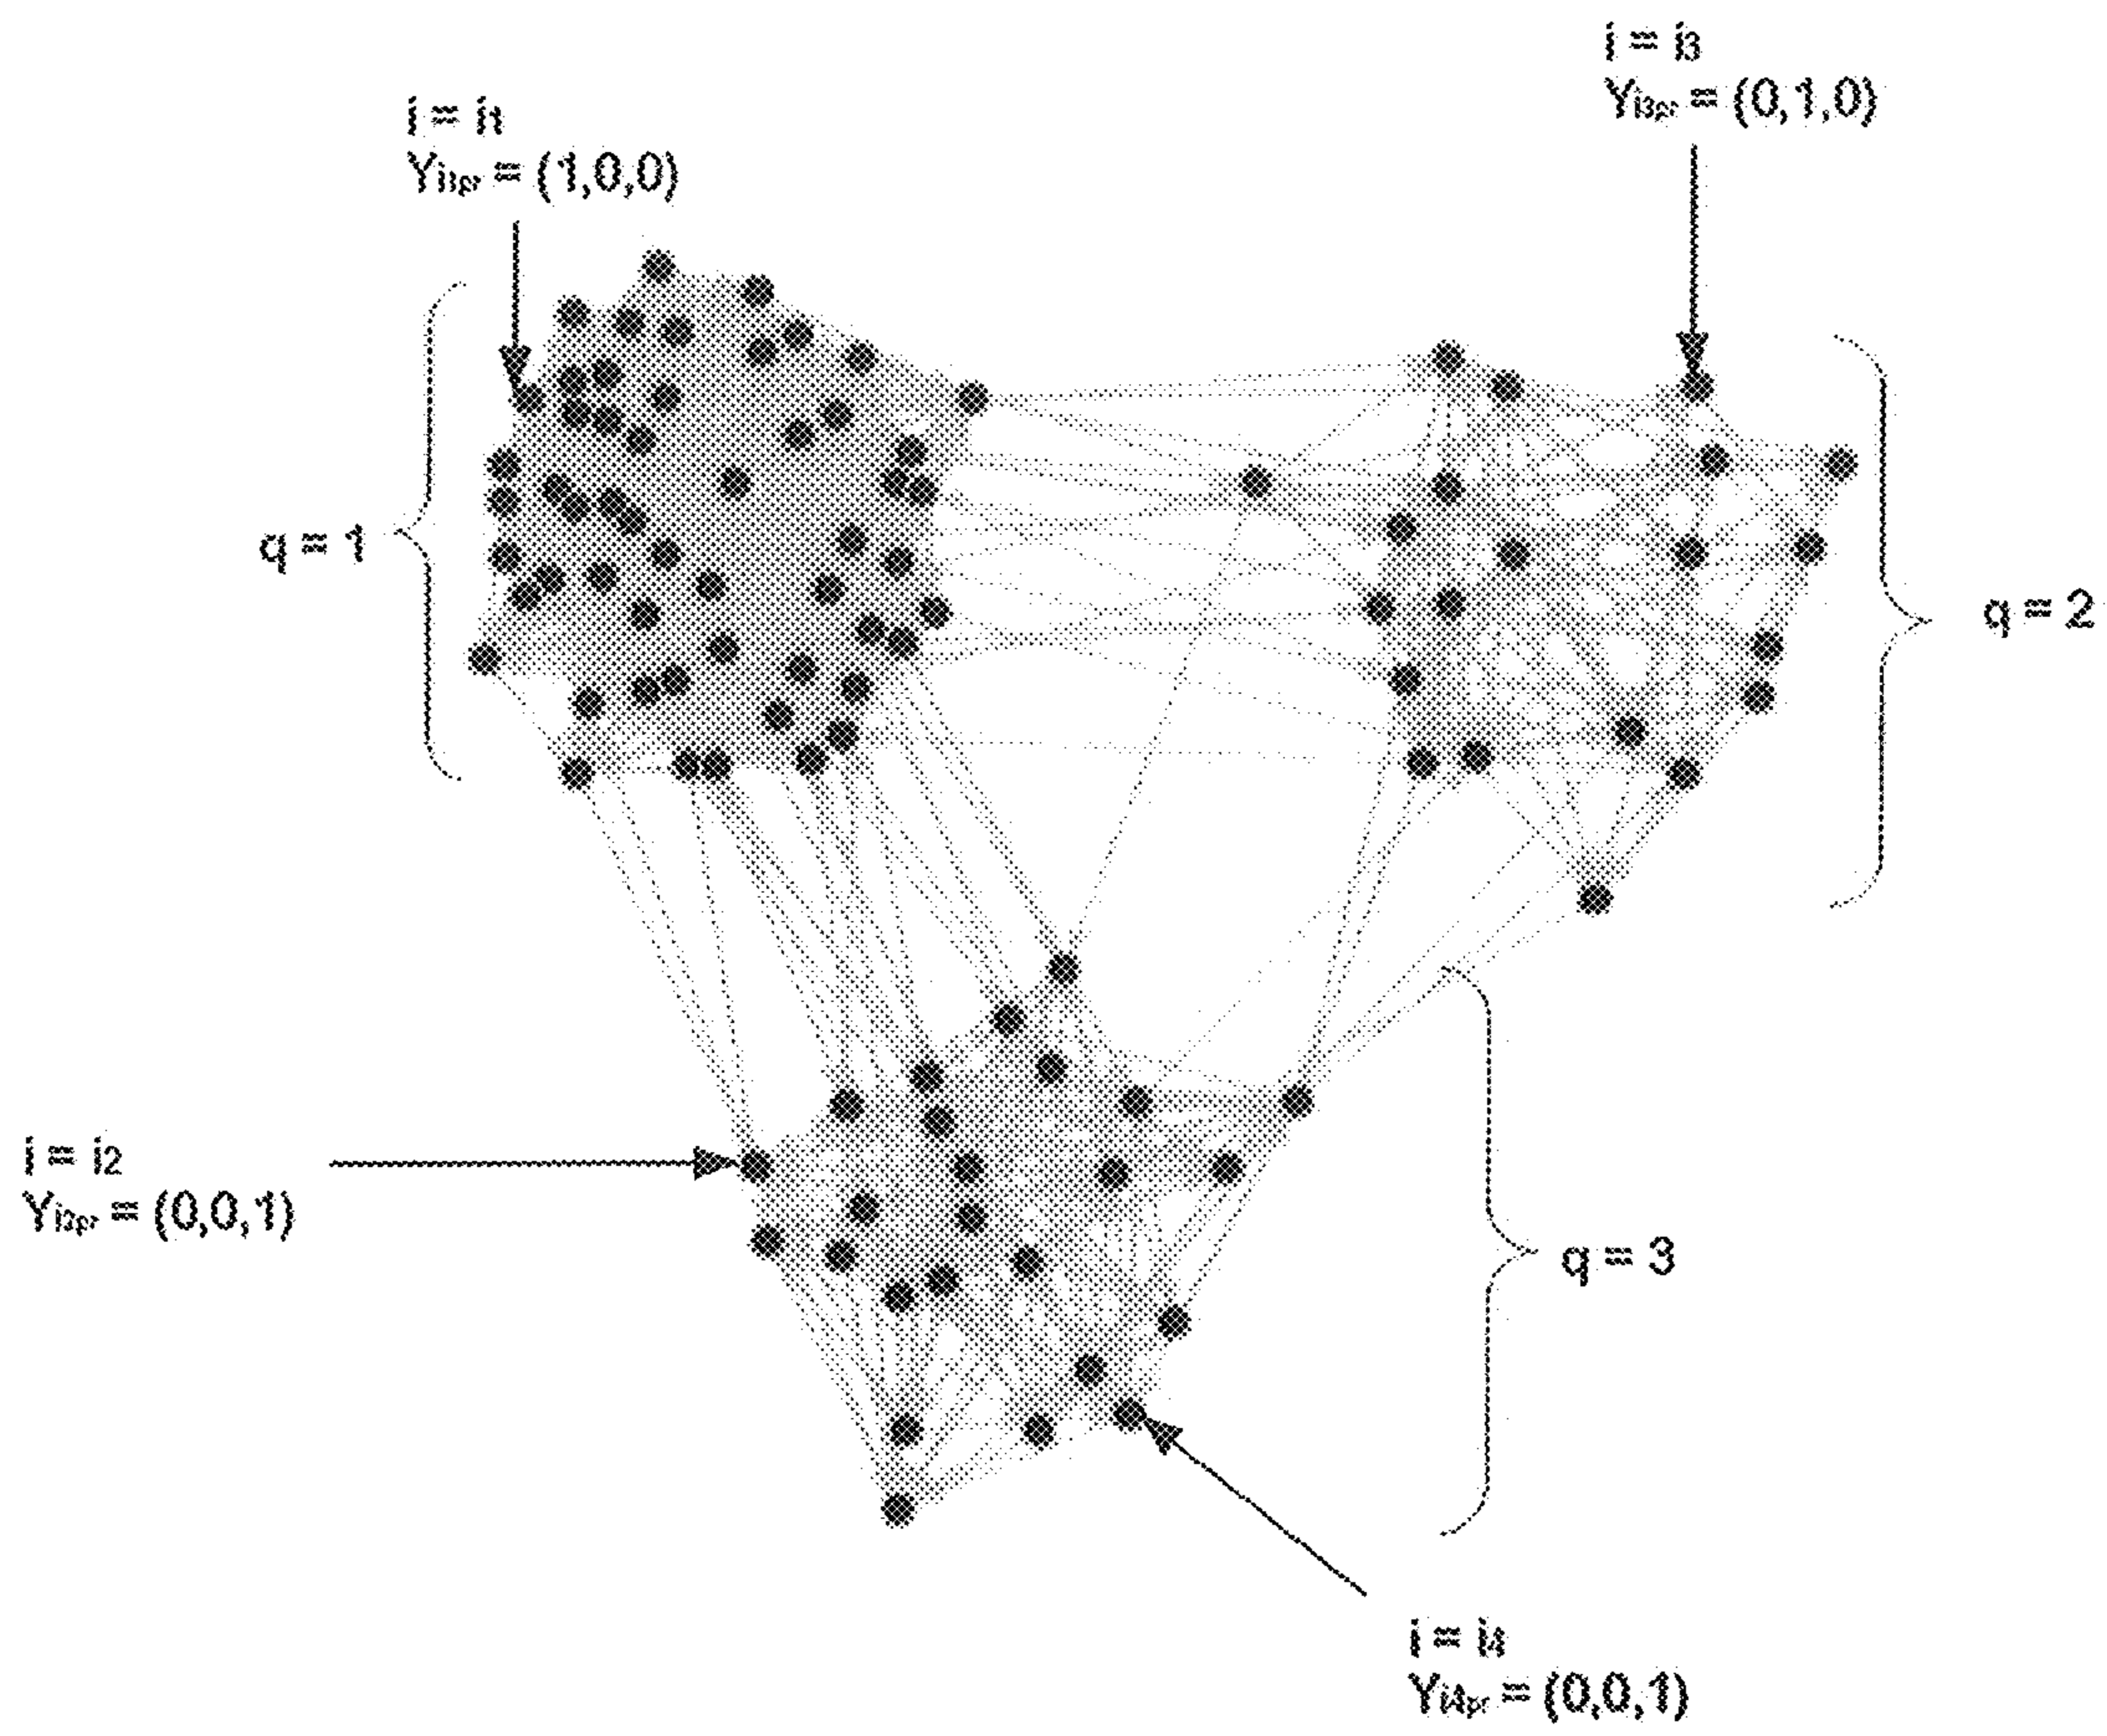 i = i3
Yi3pr = (0,1,0)
i = i1
Yi1pr = (1,0,0)
q = 1
q = 2
i = i2
Yi2pr = (0,0,1)
q = 3
i = i4
Yi4pr = (0,0,1)